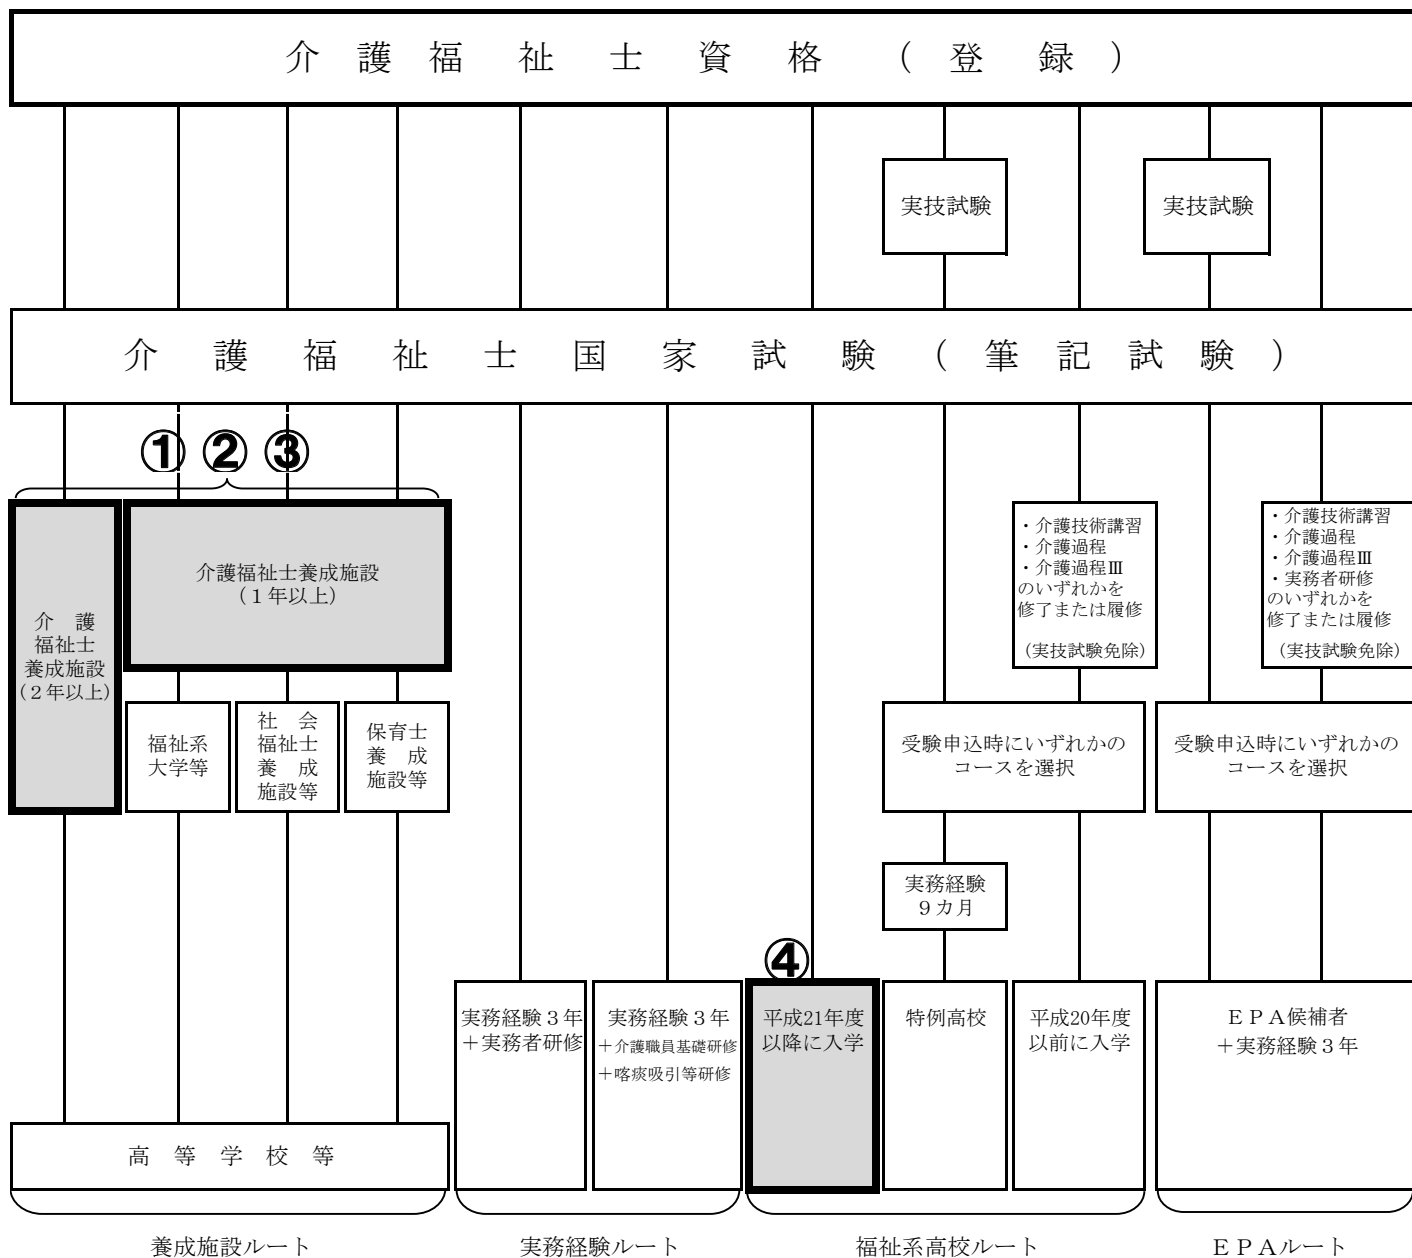 介護福祉士資格（登録）
実技試験
実技試験
介護福祉士国家試験（筆記試験）
① ② ③
介護
福祉士
養成施設
（２年以上）
介護福祉士養成施設
（１年以上）
福祉系
大学等
社会
福祉士
養成
施設等
保育士
養成
施設等
・介護技術講習
・介護過程
・介護過程Ⅲ
のいずれかを
修了または履修
（実技試験免除）
・介護技術講習
・介護過程
・介護過程Ⅲ
・実務者研修
のいずれかを
修了または履修
（実技試験免除）
受験申込時にいずれかの
コースを選択
受験申込時にいずれかの
コースを選択
実務経験
９カ月
④
実務経験３年
＋実務者研修
実務経験３年
＋介護職員基礎研修
＋喀痰吸引等研修
平成21年度
以降に入学
特例高校
平成20年度
以前に入学
ＥＰＡ候補者
＋実務経験３年
高等学校等
養成施設ルート
実務経験ルート
福祉系高校ルート
ＥＰＡルート